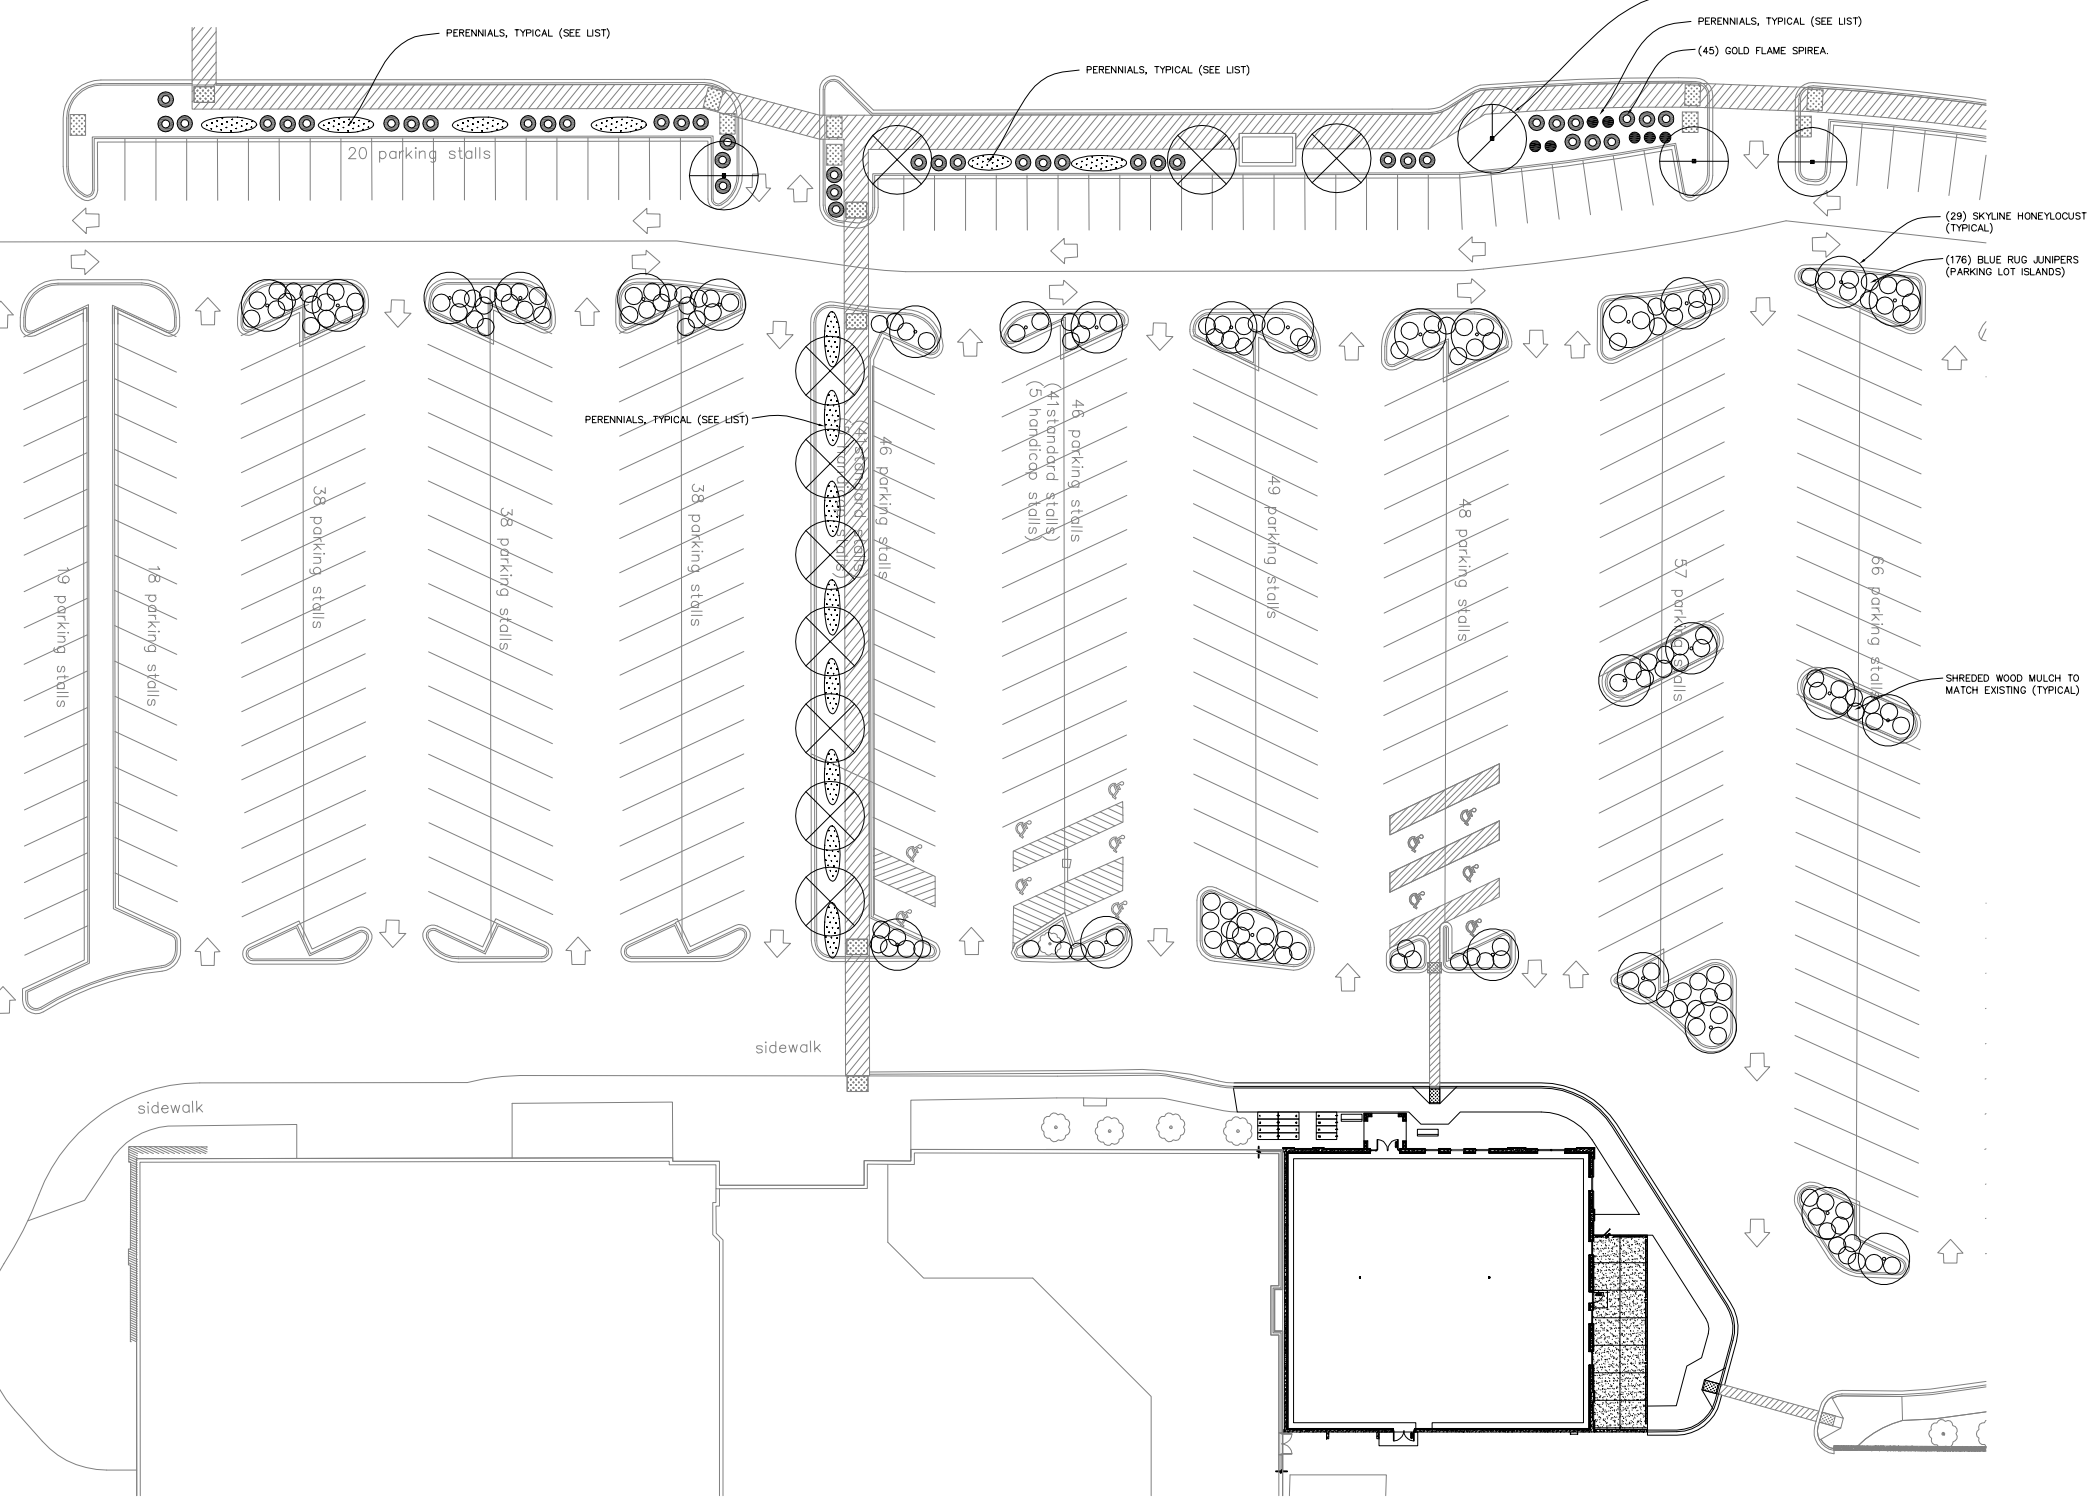 PERENNIALS, TYPICAL (SEE LIST)
PERENNIALS, TYPICAL (SEE LIST)
PERENNIALS, TYPICAL (SEE LIST)
(45) GOLD FLAME SPIREA.
20 parking stalls
(29) SKYLINE HONEYLOCUST
(TYPICAL)
(176) BLUE RUG JUNIPERS
(PARKING LOT ISLANDS)
PERENNIALS, TYPICAL (SEE LIST)
19 parking stalls
18 parking stalls
38 parking stalls
38 parking stalls
38 parking stalls
46 parking stalls
46 parking stalls
(41standard stalls)
(5 handicap stalls)
49 parking stalls
48 parking stalls
57 parking stalls
66 parking stalls
SHREDED WOOD MULCH TO
MATCH EXISTING (TYPICAL)
sidewalk
sidewalk